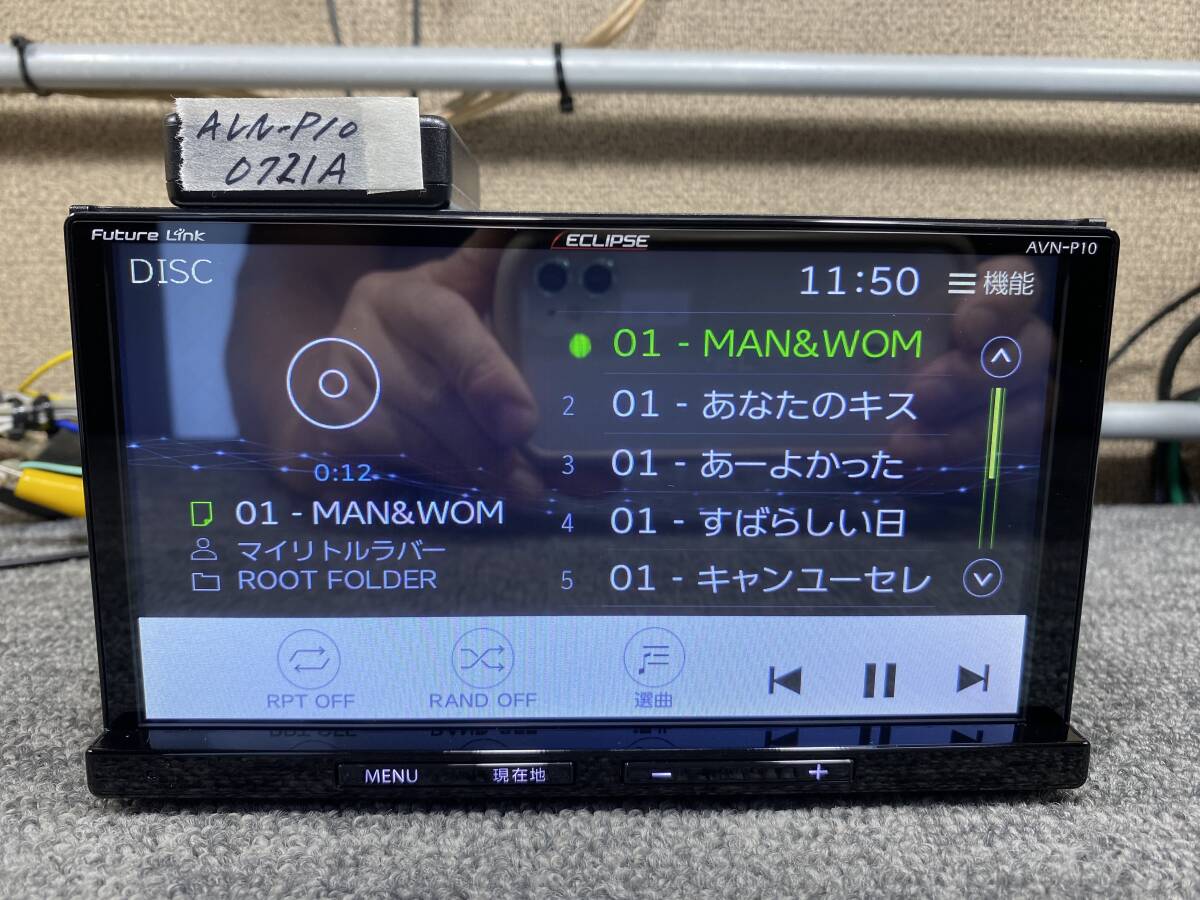 AVN-P10
0721A
Future Link
ECLIPSE
AVN-P10
DISC
11:50
機能
01 - MAN&WOM
2 01 - あなたのキス
3 01 - あーよかった
4 01 - すばらしい日
5 01 - キャンユーセレ
0:12
01 - MAN&WOM
マイリトルラバー
ROOT FOLDER
RPT OFF
RAND OFF
選曲
MENU
現在地